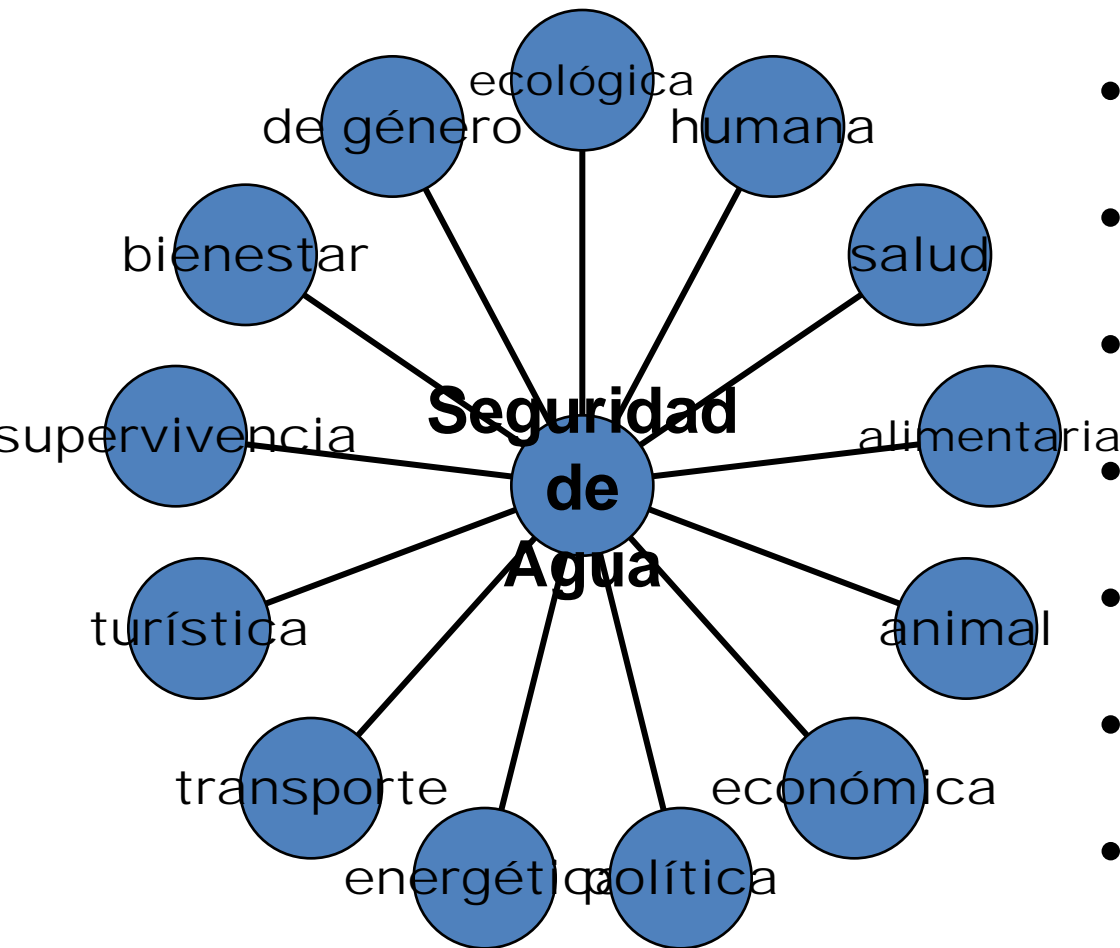 ecológica
de género
humana
bienestar
salud
Seguridad
de
Agua
supervivencia
alimentaria
turística
animal
transporte
económica
energética
política